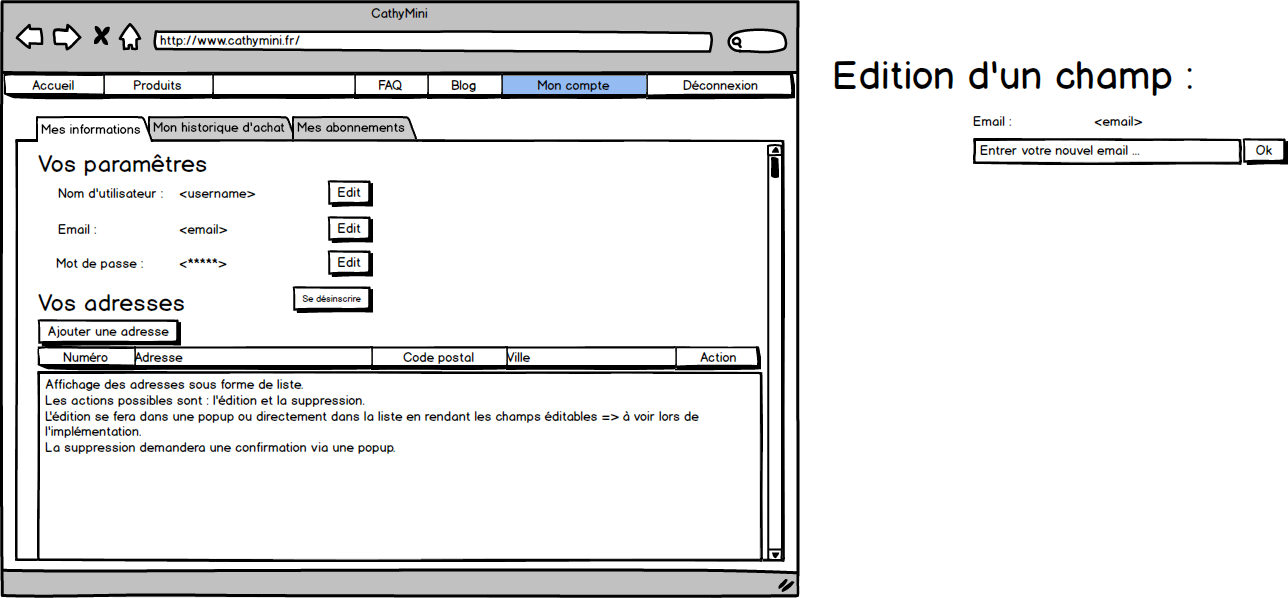 CathyMini
http://www.cathymini.fr/
Accueil Produits FAQ Blog Mon compte Déconnexion
Mes informations Mon historique d'achat Mes abonnements
Vos paramêtres
Nom d'utilisateur : <username> Edit
Email : <email> Edit
Mot de passe : <*****> Edit
Se désinscrire
Vos adresses
Ajouter une adresse
Numéro Adresse Code postal Ville Action
Affichage des adresses sous forme de liste.
Les actions possibles sont : l'édition et la suppression.
L'édition se fera dans une popup ou directement dans la liste en rendant les champs éditables => à voir lors de
l'implémentation.
La suppression demandera une confirmation via une popup.
Edition d'un champ :
Email : <email>
Entrer votre nouvel email ... Ok